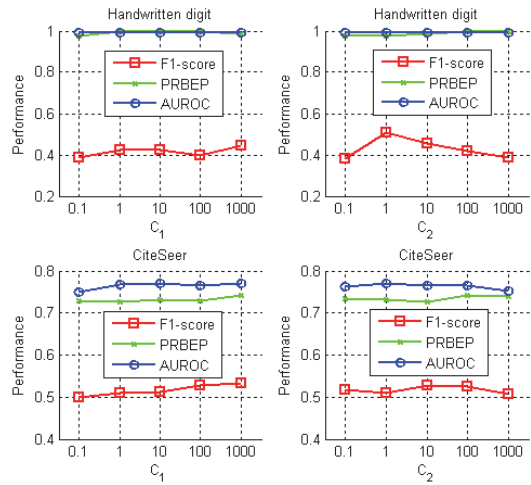 Handwritten digit
1
0.8
0.6
0.4
0.2
Performance
F1-score
PRBEP
AUROC
0.1 1 10 100 1000
C1
Handwritten digit
1
0.8
0.6
0.4
0.2
Performance
F1-score
PRBEP
AUROC
0.1 1 10 100 1000
C2
CiteSeer
0.8
0.7
0.6
0.5
0.4
Performance
F1-score
PRBEP
AUROC
0.1 1 10 100 1000
C1
CiteSeer
0.8
0.7
0.6
0.5
0.4
Performance
F1-score
PRBEP
AUROC
0.1 1 10 100 1000
C2